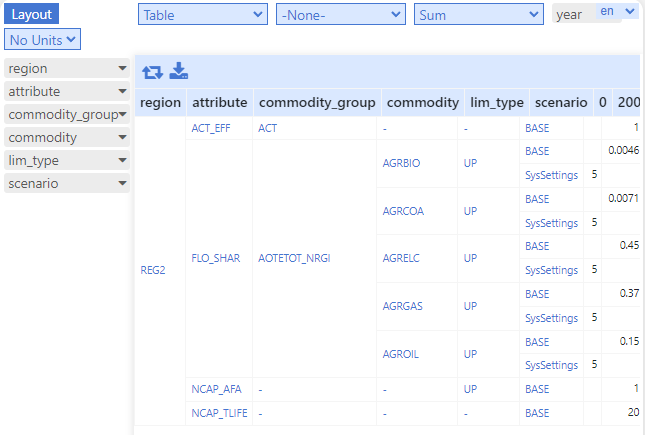 Layout Table -None- Sum year en
No Units
region
attribute
commodity_group
commodity
lim_type
scenario
region attribute commodity_group commodity lim_type scenario 0 200
ACT_EFF ACT - - BASE 1
AGRBIO UP BASE 0.0046
SysSettings 5
AGRCOA UP BASE 0.0071
SysSettings 5
REG2 FLO_SHAR AOTETOT_NRGI AGRELC UP BASE 0.45
SysSettings 5
AGRGAS UP BASE 0.37
SysSettings 5
AGROIL UP BASE 0.15
SysSettings 5
NCAP_AFA - - UP BASE 1
NCAP_TLIFE - - - BASE 20